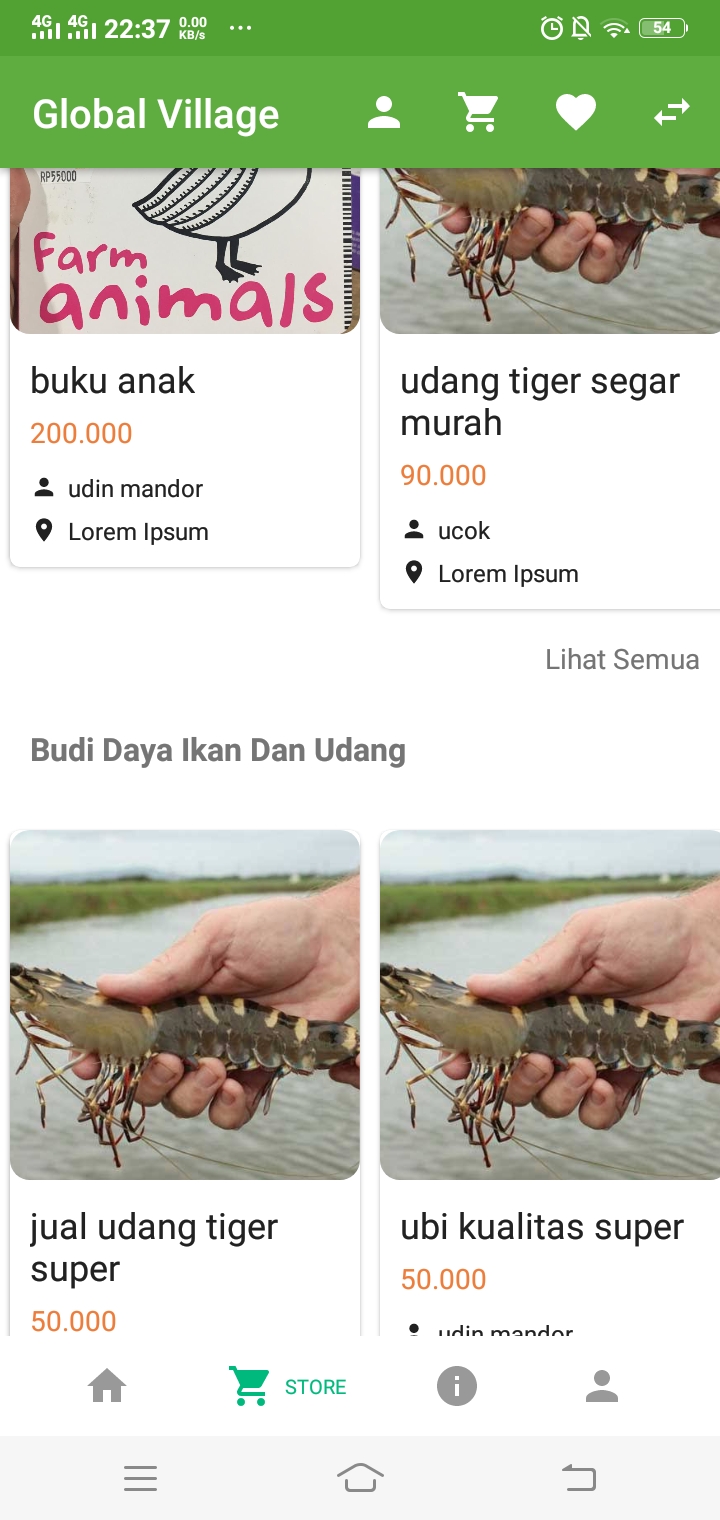 4G 4G 22:37 0.00 KB/s ... 54
Global Village
RP55000
Farm
animals
buku anak
200.000
udin mandor
Lorem Ipsum
udang tiger segar
murah
90.000
ucok
Lorem Ipsum
Lihat Semua
Budi Daya Ikan Dan Udang
jual udang tiger
super
50.000
ubi kualitas super
50.000
udin mandor
STORE